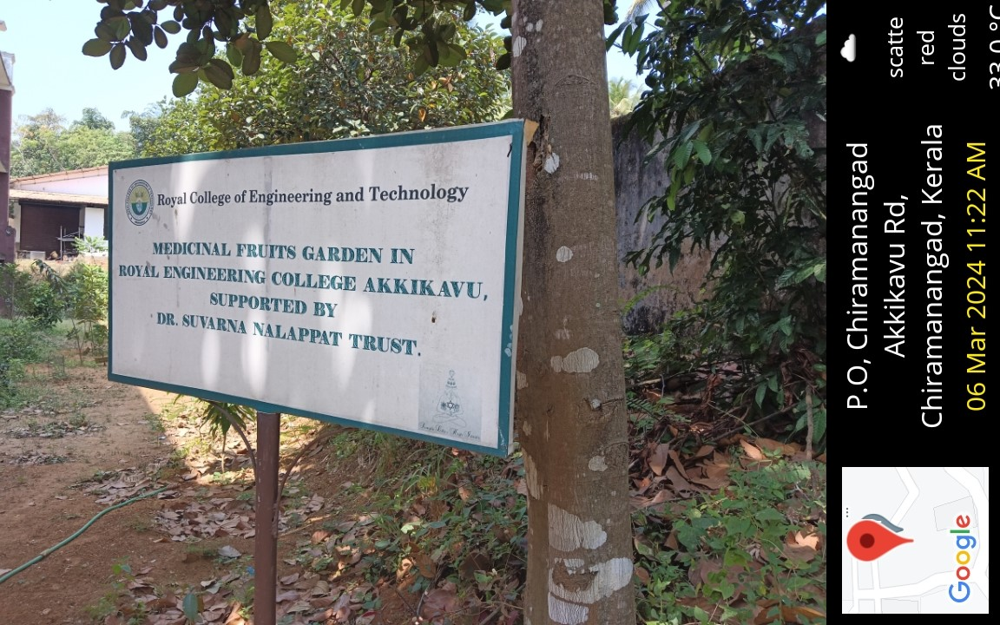 Royal College of Engineering and Technology
MEDICINAL FRUITS GARDEN IN
ROYAL ENGINEERING COLLEGE AKKIKAVU,
SUPPORTED BY
DR. SUVARNA NALAPPAT TRUST.
P.O, Chiramanangad
Akkikavu Rd,
Chiramanangad, Kerala
06 Mar 2024 11:22 AM
scatte
red
clouds
33.0 °C
Google